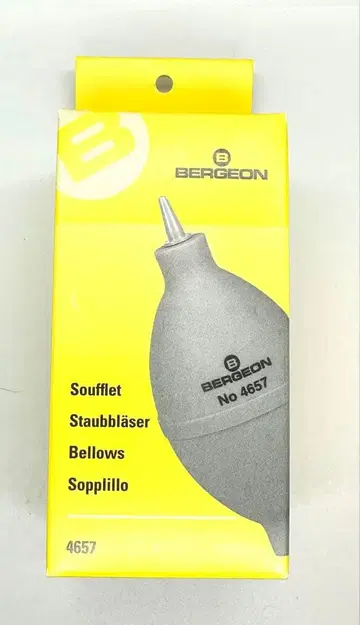 B
B
BERGEON
B
BERGEON
No 4657
Soufflet
Staubbläser
Bellows
Sopplillo
4657